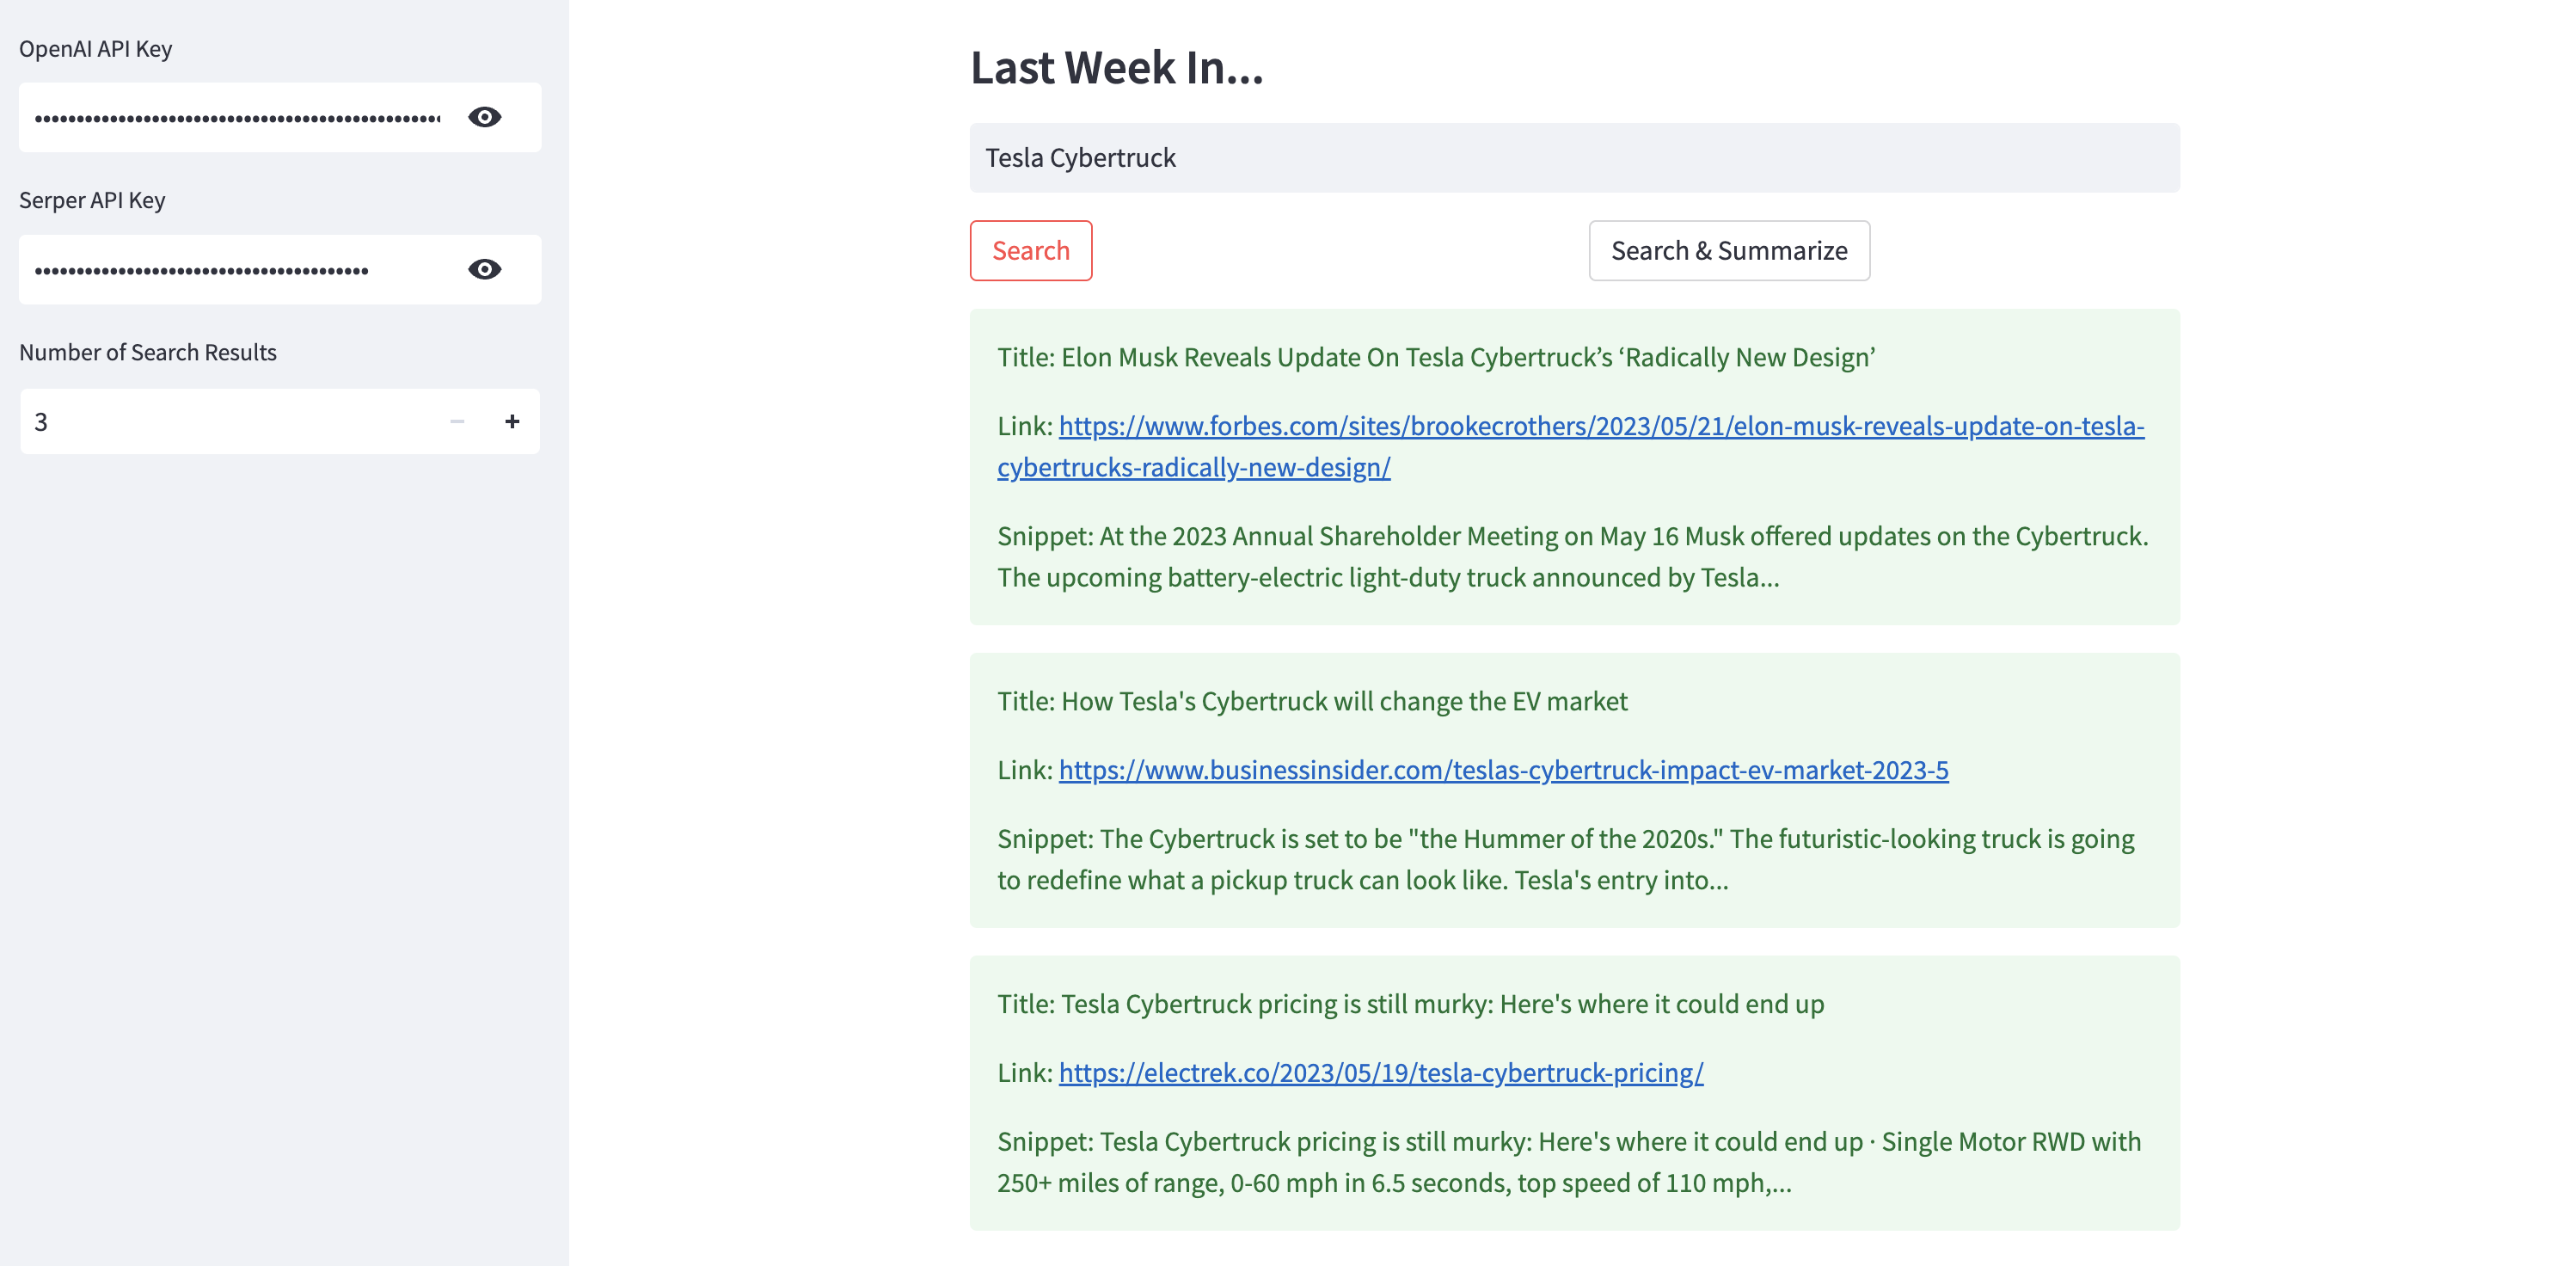 OpenAI API Key
••••••••••••••••••••••••••••••••••••••••••••••••
Serper API Key
••••••••••••••••••••••••••••••••••••••••
Number of Search Results
3
Last Week In...
Tesla Cybertruck
Search
Search & Summarize
Title: Elon Musk Reveals Update On Tesla Cybertruck’s ‘Radically New Design’
Link: https://www.forbes.com/sites/brookecrothers/2023/05/21/elon-musk-reveals-update-on-tesla-
cybertrucks-radically-new-design/
Snippet: At the 2023 Annual Shareholder Meeting on May 16 Musk offered updates on the Cybertruck.
The upcoming battery-electric light-duty truck announced by Tesla...
Title: How Tesla's Cybertruck will change the EV market
Link: https://www.businessinsider.com/teslas-cybertruck-impact-ev-market-2023-5
Snippet: The Cybertruck is set to be "the Hummer of the 2020s." The futuristic-looking truck is going
to redefine what a pickup truck can look like. Tesla's entry into...
Title: Tesla Cybertruck pricing is still murky: Here's where it could end up
Link: https://electrek.co/2023/05/19/tesla-cybertruck-pricing/
Snippet: Tesla Cybertruck pricing is still murky: Here's where it could end up · Single Motor RWD with
250+ miles of range, 0-60 mph in 6.5 seconds, top speed of 110 mph,...